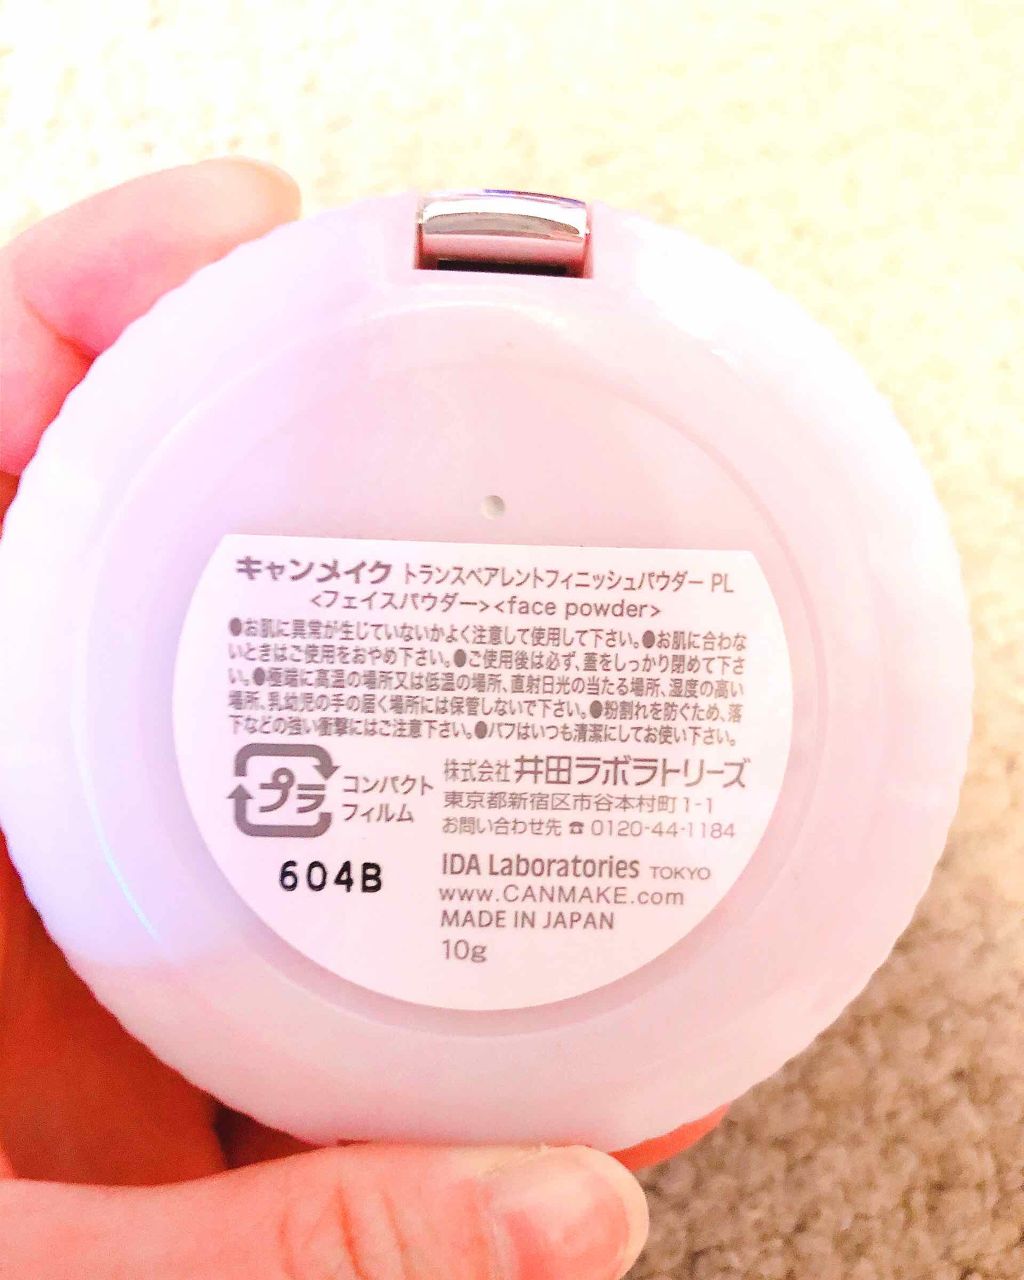 キャンメイク トランスペアレントフィニッシュパウダー PL
<フェイスパウダー><face powder>
●お肌に異常が生じていないかよく注意して使用して下さい。●お肌に合わな
いときはご使用をおやめ下さい。●ご使用後は必ず、蓋をしっかり閉めて下さ
い。●極端に高温の場所又は低温の場所、直射日光の当たる場所、湿度の高い
場所、乳幼児の手の届く場所には保管しないで下さい。●粉割れを防ぐため、落
下などの強い衝撃にはご注意下さい。●パフはいつも清潔にしてお使い下さい。
プラ
コンパクト
フィルム
株式会社 井田ラボラトリーズ
東京都新宿区市谷本村町1-1
お問い合わせ先 ☎ 0120-44-1184
604B
IDA Laboratories TOKYO
www.CANMAKE.com
MADE IN JAPAN
10g